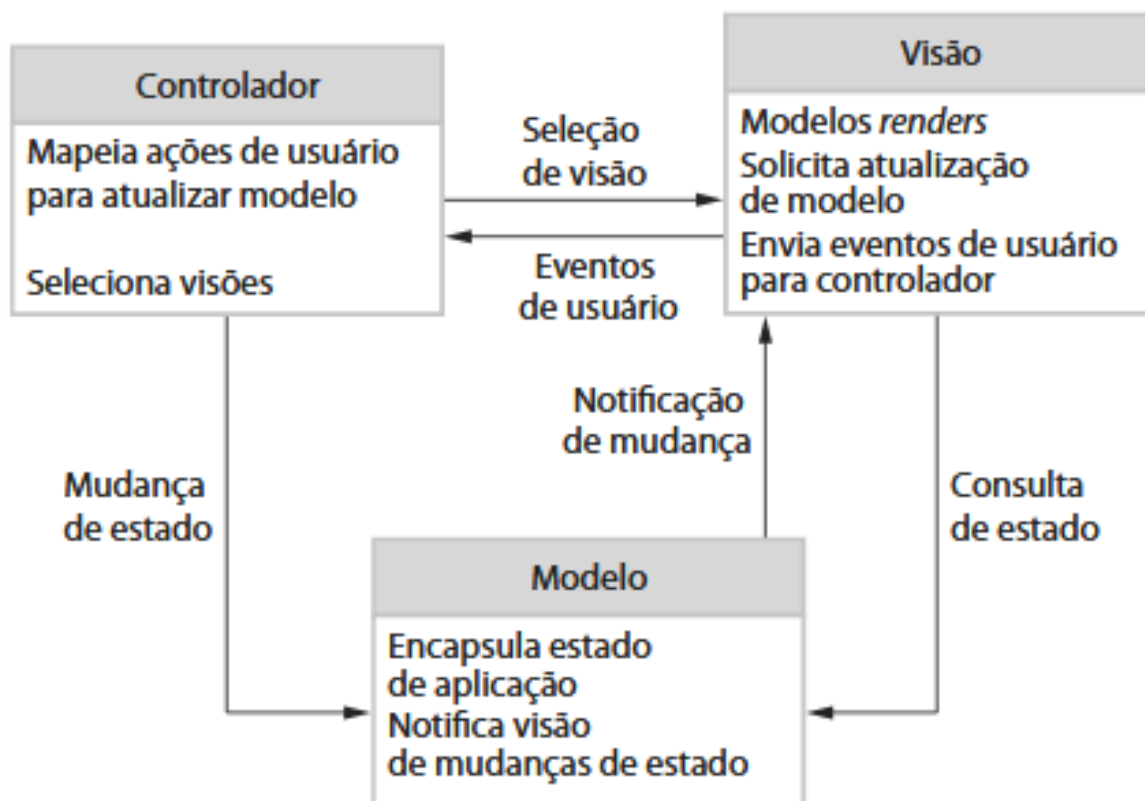 Controlador
Mapeia ações de usuário
para atualizar modelo
Seleciona visões
Seleção
de visão
Eventos
de usuário
Visão
Modelos renders
Solicita atualização
de modelo
Envia eventos de usuário
para controlador
Mudança
de estado
Notificação
de mudança
Consulta
de estado
Modelo
Encapsula estado
de aplicação
Notifica visão
de mudanças de estado